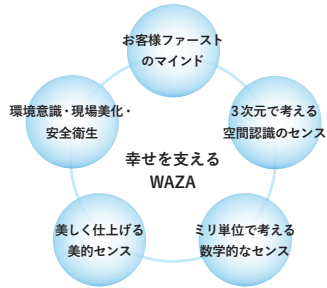 お客様ファースト
のマインド
環境意識・現場美化・
安全衛生
3次元で考える
空間認識のセンス
幸せを支える
WAZA
美しく仕上げる
美的センス
ミリ単位で考える
数学的なセンス